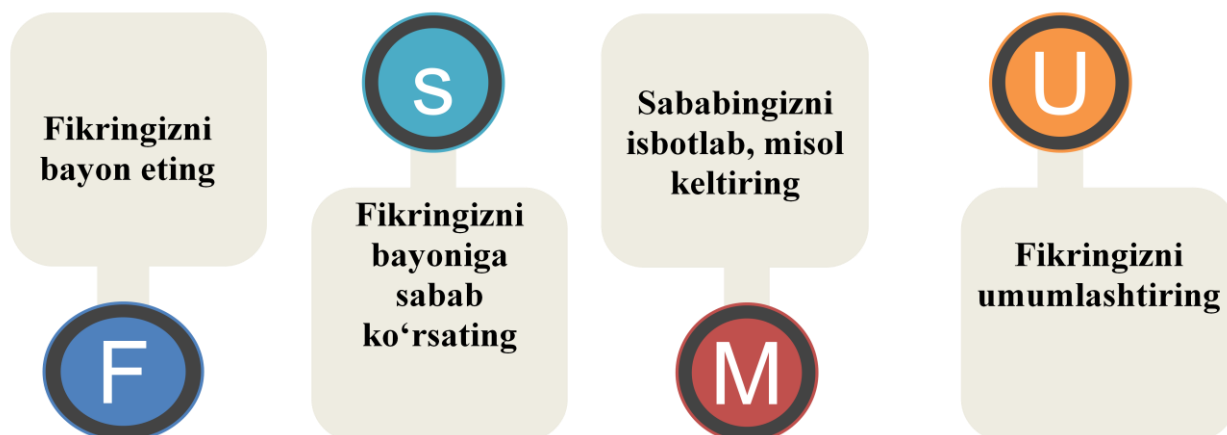 Fikringizni
bayon eting
F
s
Fikringizni
bayoniga
sabab
ko‘rsating
Sababingizni
isbotlab, misol
keltiring
M
U
Fikringizni
umumlashtiring